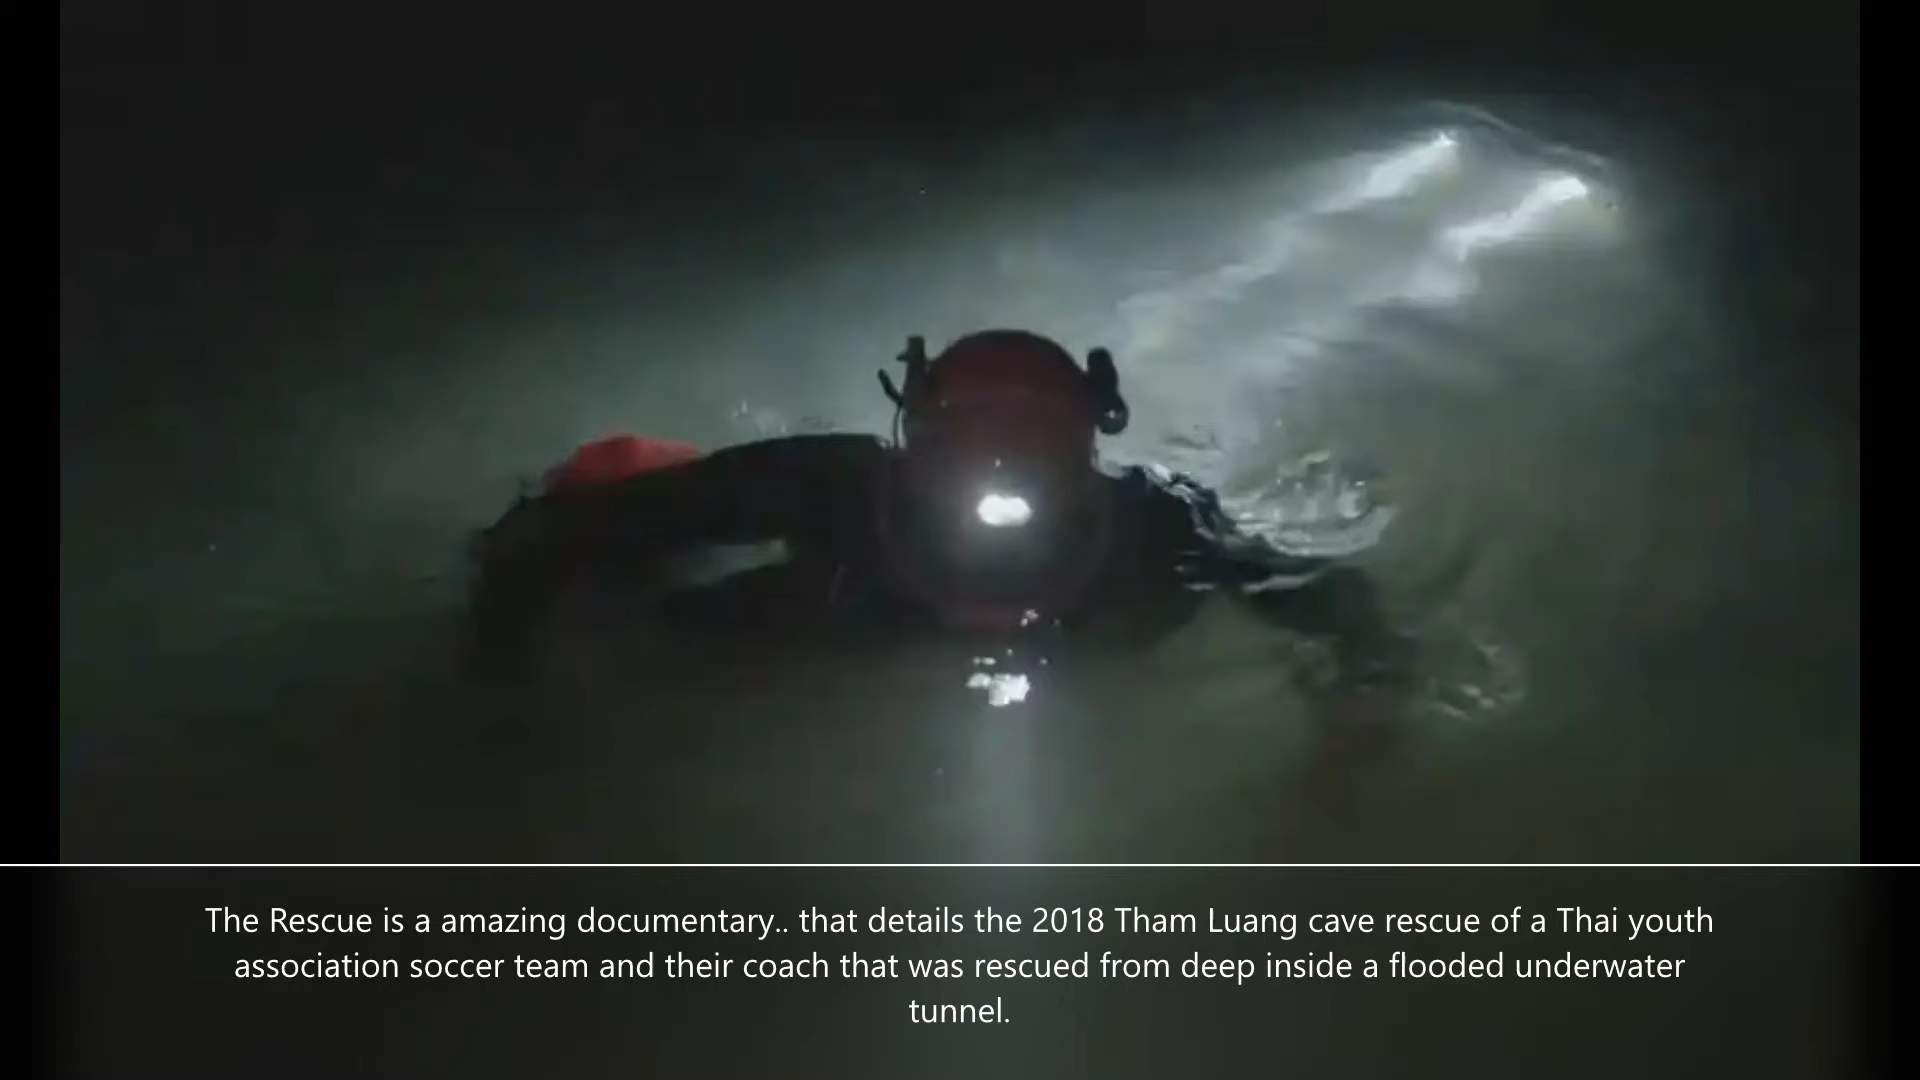 The Rescue is a amazing documentary.. that details the 2018 Tham Luang cave rescue of a Thai youth
association soccer team and their coach that was rescued from deep inside a flooded underwater
tunnel.